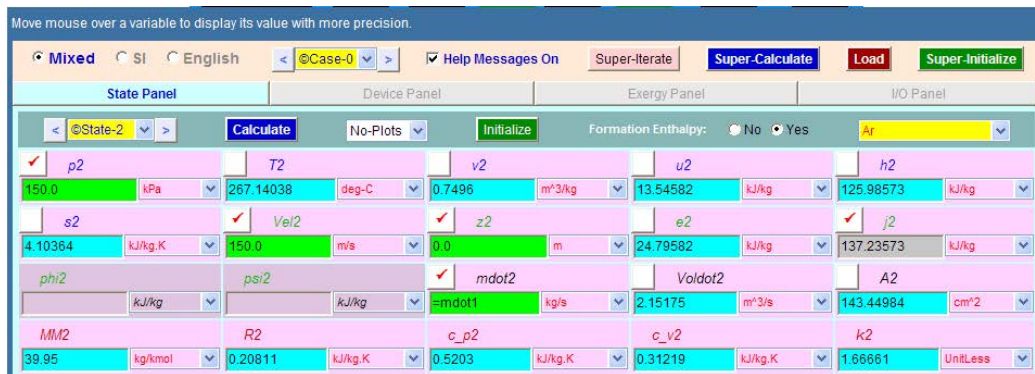 Move mouse over a variable to display its value with more precision.
Mixed SI English < ©Case-0 > Help Messages On Super-Iterate Super-Calculate Load Super-Initialize
State Panel Device Panel Exergy Panel I/O Panel
< ©State-2 > Calculate No-Plots Initialize Formation Enthalpy: No Yes Ar
p2 T2 v2 u2 h2
150.0 kPa 267.14038 deg-C 0.7496 m^3/kg 13.54582 kJ/kg 125.98573 kJ/kg
s2 Vel2 z2 e2 j2
4.10364 kJ/kg.K 150.0 m/s 0.0 m 24.79582 kJ/kg 137.23573 kJ/kg
phi2 psi2 mdot2 Voldot2 A2
kJ/kg kJ/kg =mdot1 kg/s 2.15175 m^3/s 143.44984 cm^2
MM2 R2 c_p2 c_v2 k2
39.95 kg/kmol 0.20811 kJ/kg.K 0.5203 kJ/kg.K 0.31219 kJ/kg.K 1.66661 UnitLess